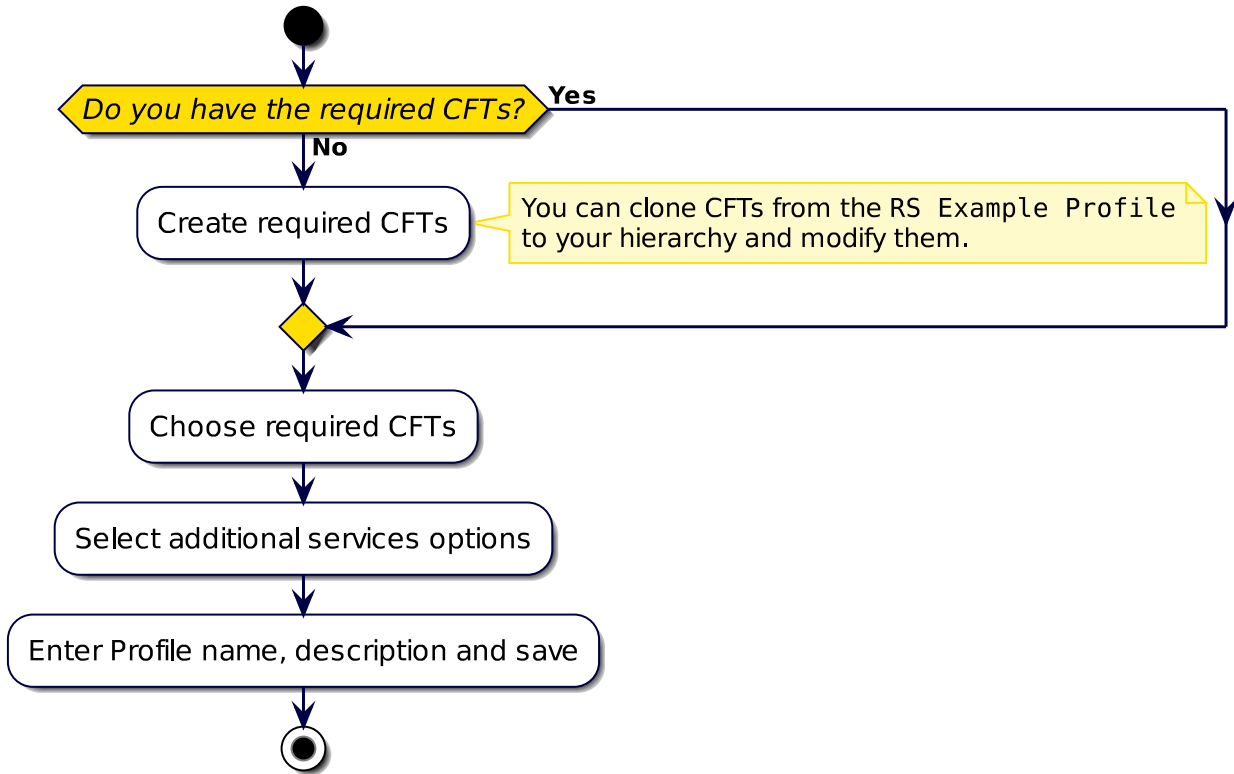 Do you have the required CFTs?
Yes
No
Create required CFTs
You can clone CFTs from the RS Example Profile
to your hierarchy and modify them.
Choose required CFTs
Select additional services options
Enter Profile name, description and save